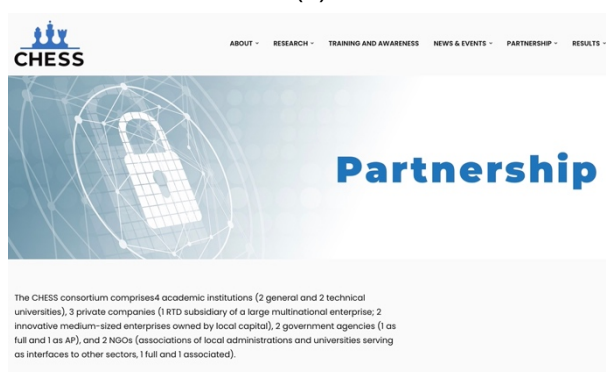 CHESS
ABOUT RESEARCH TRAINING AND AWARENESS NEWS & EVENTS PARTNERSHIP RESULTS
Partnership
The CHESS consortium comprises4 academic institutions (2 general and 2 technical
universities), 3 private companies (1 RTD subsidiary of a large multinational enterprise; 2
innovative medium-sized enterprises owned by local capital), 2 government agencies (1 as
full and 1 as AP), and 2 NGOs (associations of local administrations and universities serving
as interfaces to other sectors, 1 full and 1 associated).